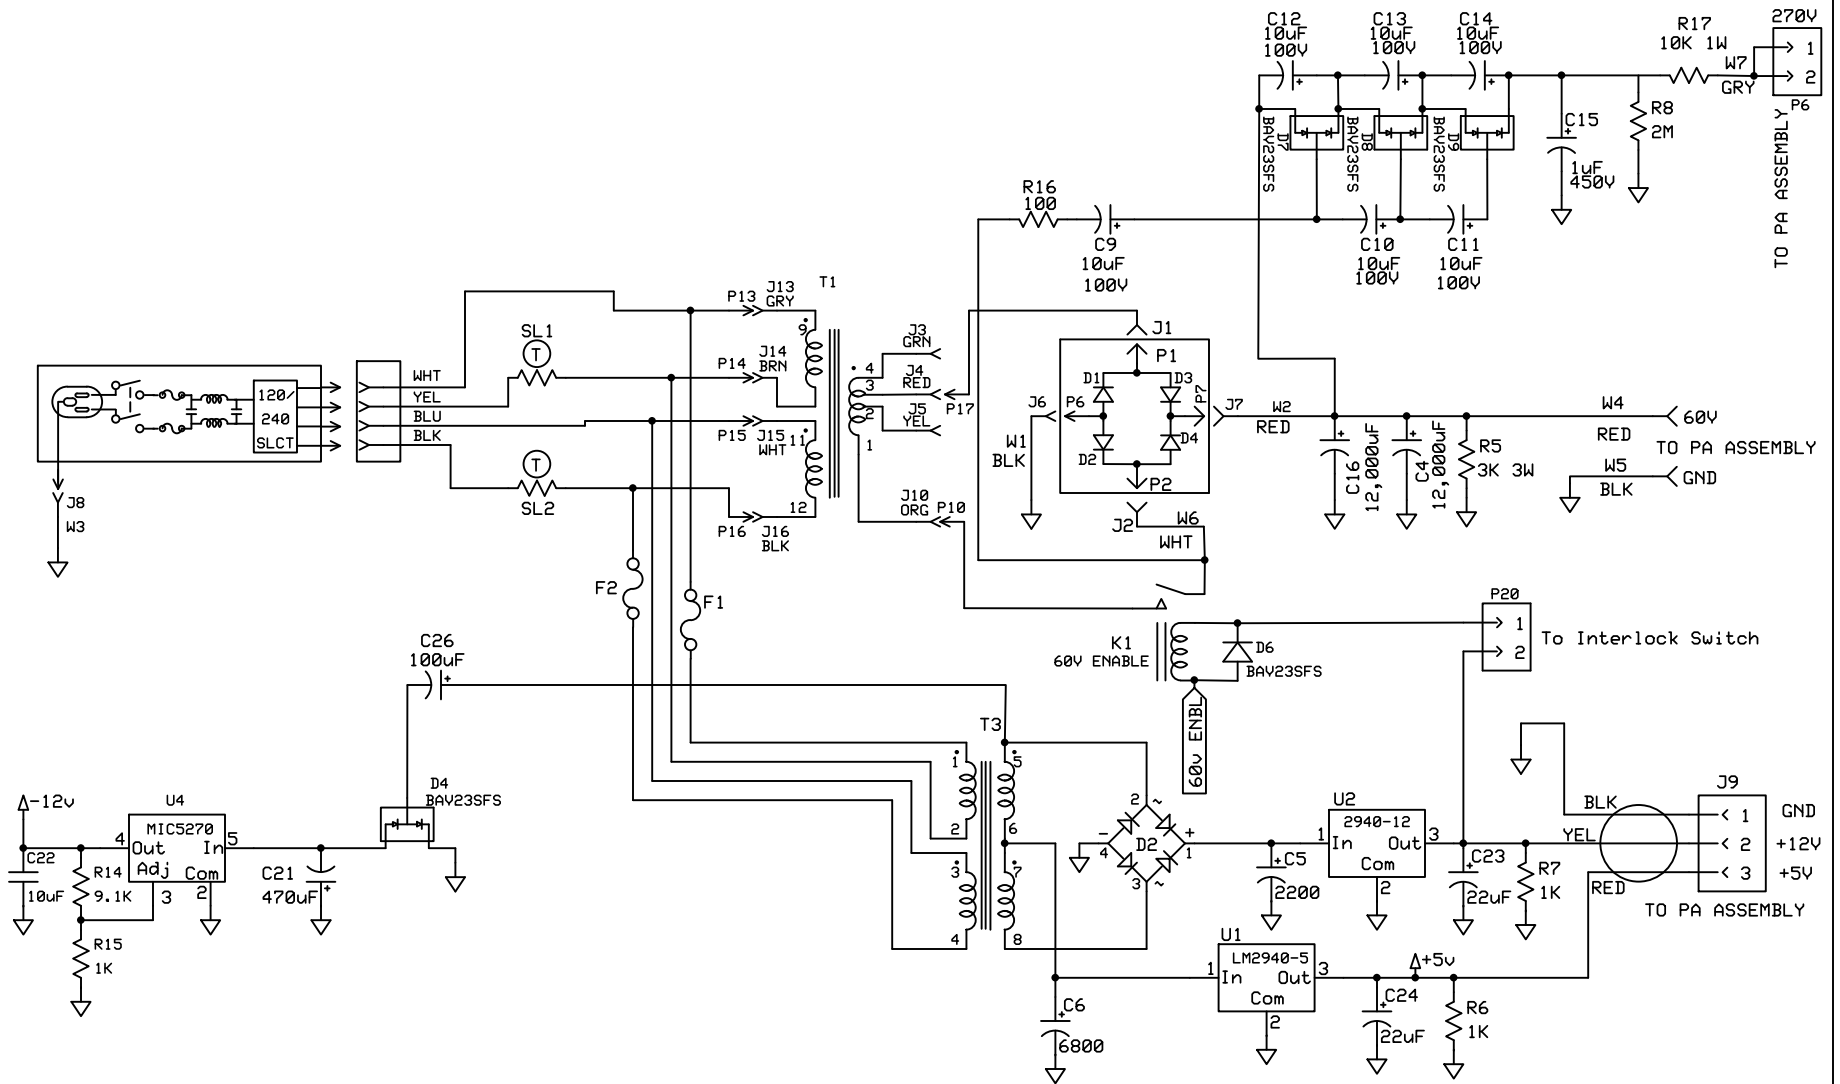 C12
10uF
100V
C13
10uF
100V
C14
10uF
100V
R17
10K 1W
W7
GRY
270V
1
2
P6
TO PA ASSEMBLY
BAV23SFS
D7
BAV23SFS
D8
BAV23SFS
D9
C15
1uF
450V
R8
2M
R16
100
C9
10uF
100V
C10
10uF
100V
C11
10uF
100V
T1
P13
J13
GRY
9
SL1
T
P14
J14
BRN
WHT
YEL
BLU
BLK
120/
240
SLCT
J8
W3
P15
J15
WHT
11
T
SL2
P16
J16
BLK
12
J3
GRN
4
J4
RED
3
P17
J5
YEL
2
1
J10
ORG
P10
J1
P1
D1
D3
P7
J6
P6
D2
D4
P2
J2
W1
BLK
W6
WHT
J7
W2
RED
C16
12,000uF
C4
12,000uF
R5
3K 3W
W4
RED
60V
TO PA ASSEMBLY
W5
BLK
GND
F2
F1
K1
60V ENABLE
D6
BAV23SFS
60v ENBL
P20
1
2
To Interlock Switch
C26
100uF
T3
1
2
3
4
5
6
7
8
D4
BAV23SFS
-12v
U4
MIC5270
4
Out
In
5
Adj
Com
3
2
C22
10uF
R14
9.1K
R15
1K
C21
470uF
2
~
-
4
D2
+
1
3
~
C5
2200
U2
2940-12
1
In
Out
3
Com
2
C23
22uF
R7
1K
BLK
YEL
RED
J9
1
GND
2
+12V
3
+5V
TO PA ASSEMBLY
C6
6800
U1
LM2940-5
1
In
Out
3
Com
2
+5v
C24
22uF
R6
1K